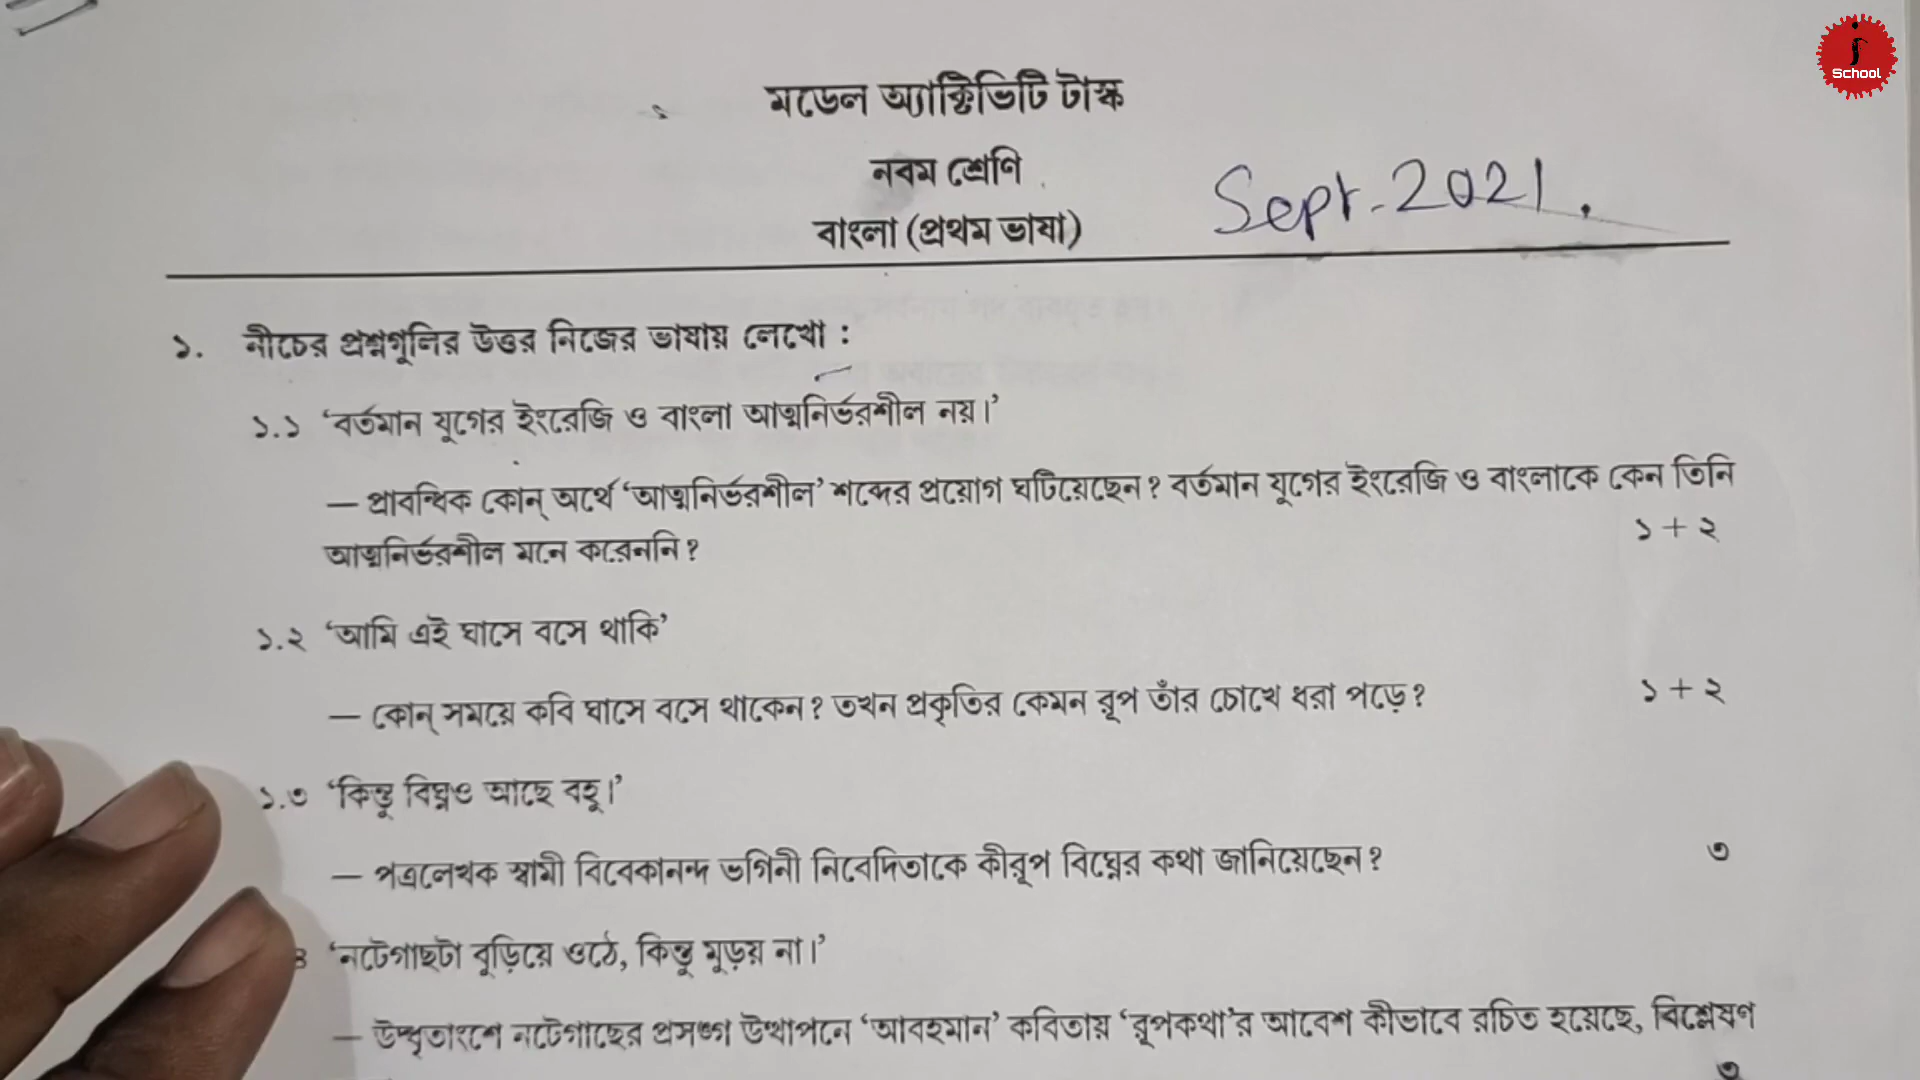 School
মডেল অ্যাক্টিভিটি টাস্ক
নবম শ্রেণি
বাংলা (প্রথম ভাষা)
Sept. 2021.
১. নীচের প্রশ্নগুলির উত্তর নিজের ভাষায় লেখো :
১.১ ‘বর্তমান যুগের ইংরেজি ও বাংলা আত্মনির্ভরশীল নয়।’
— প্রাবন্ধিক কোন্ অর্থে ‘আত্মনির্ভরশীল’ শব্দের প্রয়োগ ঘটিয়েছেন? বর্তমান যুগের ইংরেজি ও বাংলাকে কেন তিনি
আত্মনির্ভরশীল মনে করেননি? ১ + ২
১.২ ‘আমি এই ঘাসে বসে থাকি’
— কোন্ সময়ে কবি ঘাসে বসে থাকেন? তখন প্রকৃতির কেমন রূপ তাঁর চোখে ধরা পড়ে? ১ + ২
১.৩ ‘কিন্তু বিঘ্নও আছে বহু।’
— পত্রলেখক স্বামী বিবেকানন্দ ভগিনী নিবেদিতাকে কীরূপ বিঘ্নের কথা জানিয়েছেন? ৩
৪ ‘নটেগাছটা বুড়িয়ে ওঠে, কিন্তু মুড়য় না।’
— উদ্ধৃতাংশে নটেগাছের প্রসঙ্গ উত্থাপনে ‘আবহমান’ কবিতায় ‘রূপকথা’র আবেশ কীভাবে রচিত হয়েছে, বিশ্লেষণ
৩